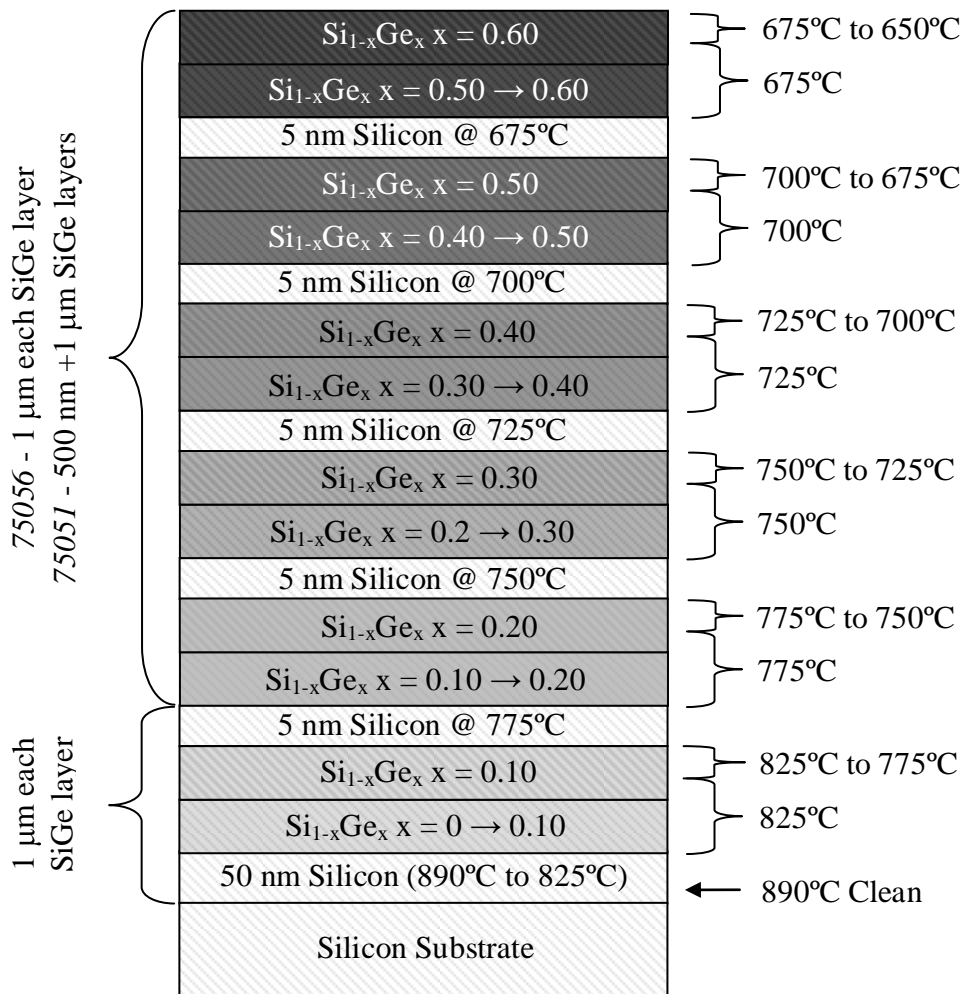 Si1-xGex x = 0.60
Si1-xGex x = 0.50 → 0.60
5 nm Silicon @ 675ºC
Si1-xGex x = 0.50
Si1-xGex x = 0.40 → 0.50
5 nm Silicon @ 700ºC
Si1-xGex x = 0.40
Si1-xGex x = 0.30 → 0.40
5 nm Silicon @ 725ºC
Si1-xGex x = 0.30
Si1-xGex x = 0.2 → 0.30
5 nm Silicon @ 750ºC
Si1-xGex x = 0.20
Si1-xGex x = 0.10 → 0.20
5 nm Silicon @ 775ºC
Si1-xGex x = 0.10
Si1-xGex x = 0 → 0.10
50 nm Silicon (890ºC to 825ºC)
Silicon Substrate
75056 - 1 µm each SiGe layer
75051 - 500 nm +1 µm SiGe layers
1 µm each
SiGe layer
675ºC to 650ºC
675ºC
700ºC to 675ºC
700ºC
725ºC to 700ºC
725ºC
750ºC to 725ºC
750ºC
775ºC to 750ºC
775ºC
825ºC to 775ºC
825ºC
890ºC Clean